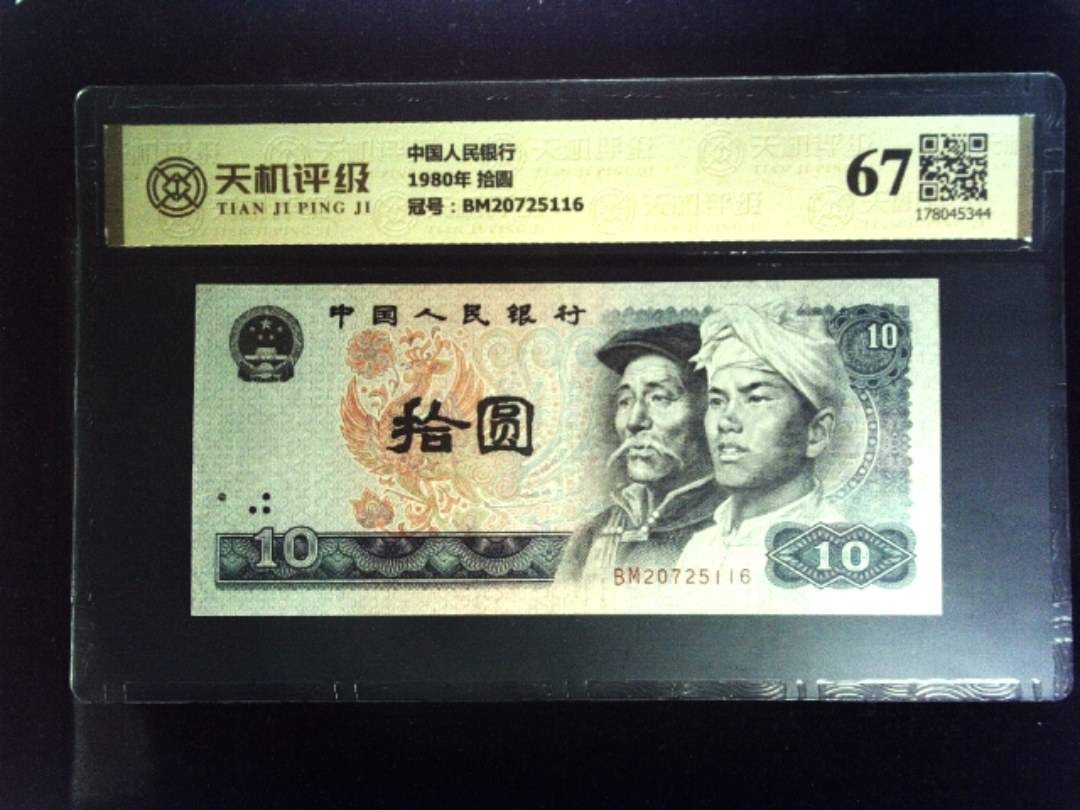 天机评级
TIAN JI PING JI
中国人民银行
1980年 拾圆
冠号：BM20725116
67
178045344
中国人民银行
10
拾圆
10
BM20725116
10